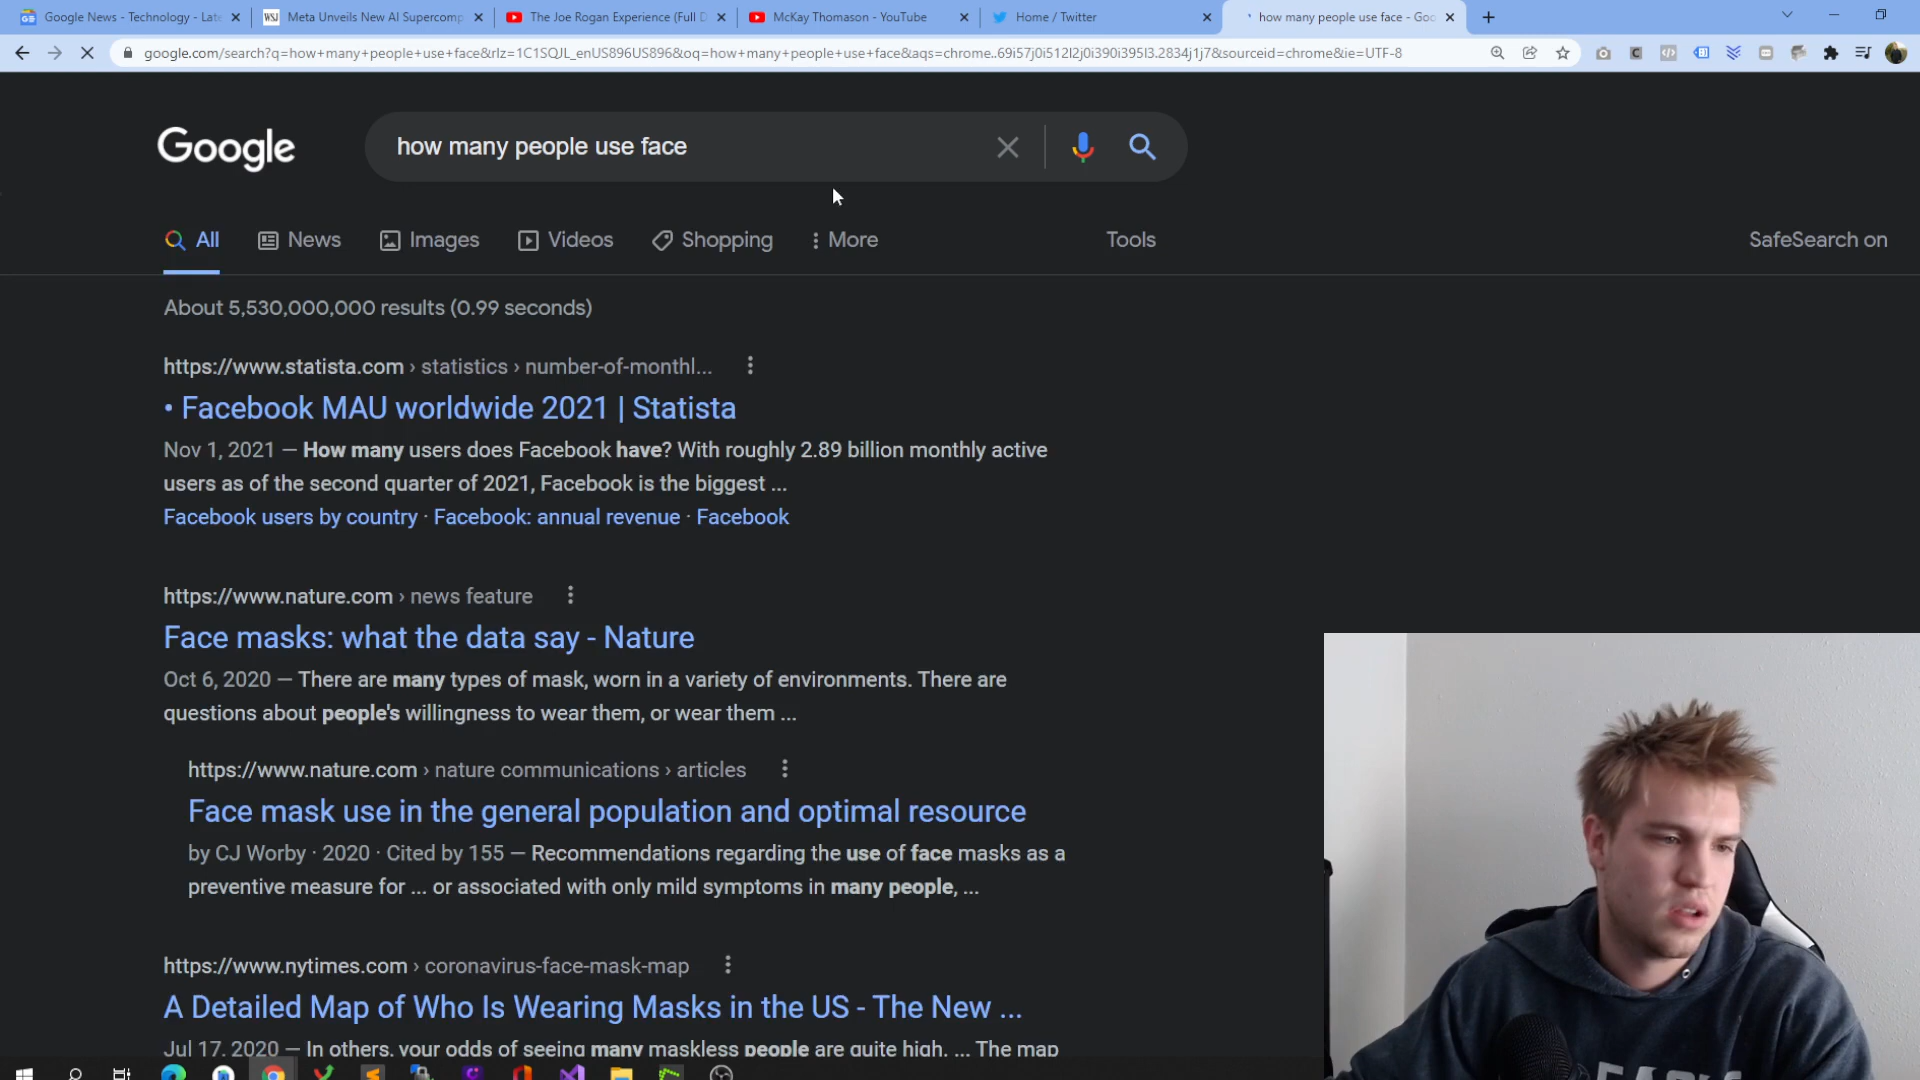 Google News - Technology - Late
WSJ Meta Unveils New AI Supercomp
The Joe Rogan Experience (Full D
McKay Thomason - YouTube
Home / Twitter
how many people use face - Goo
google.com/search?q=how+many+people+use+face&rlz=1C1SQJL_enUS896US896&oq=how+many+people+use+face&aqs=chrome..69i57j0i512l2j0i390i395l3.2834j1j7&sourceid=chrome&ie=UTF-8
Google
how many people use face
All News Images Videos Shopping More Tools SafeSearch on
About 5,530,000,000 results (0.99 seconds)
https://www.statista.com › statistics › number-of-monthl...
• Facebook MAU worldwide 2021 | Statista
Nov 1, 2021 — How many users does Facebook have? With roughly 2.89 billion monthly active
users as of the second quarter of 2021, Facebook is the biggest ...
Facebook users by country · Facebook: annual revenue · Facebook
https://www.nature.com › news feature
Face masks: what the data say - Nature
Oct 6, 2020 — There are many types of mask, worn in a variety of environments. There are
questions about people's willingness to wear them, or wear them ...
https://www.nature.com › nature communications › articles
Face mask use in the general population and optimal resource
by CJ Worby · 2020 · Cited by 155 — Recommendations regarding the use of face masks as a
preventive measure for ... or associated with only mild symptoms in many people, ...
https://www.nytimes.com › coronavirus-face-mask-map
A Detailed Map of Who Is Wearing Masks in the US - The New ...
Jul 17, 2020 — In others, your odds of seeing many maskless people are quite high. ... The map